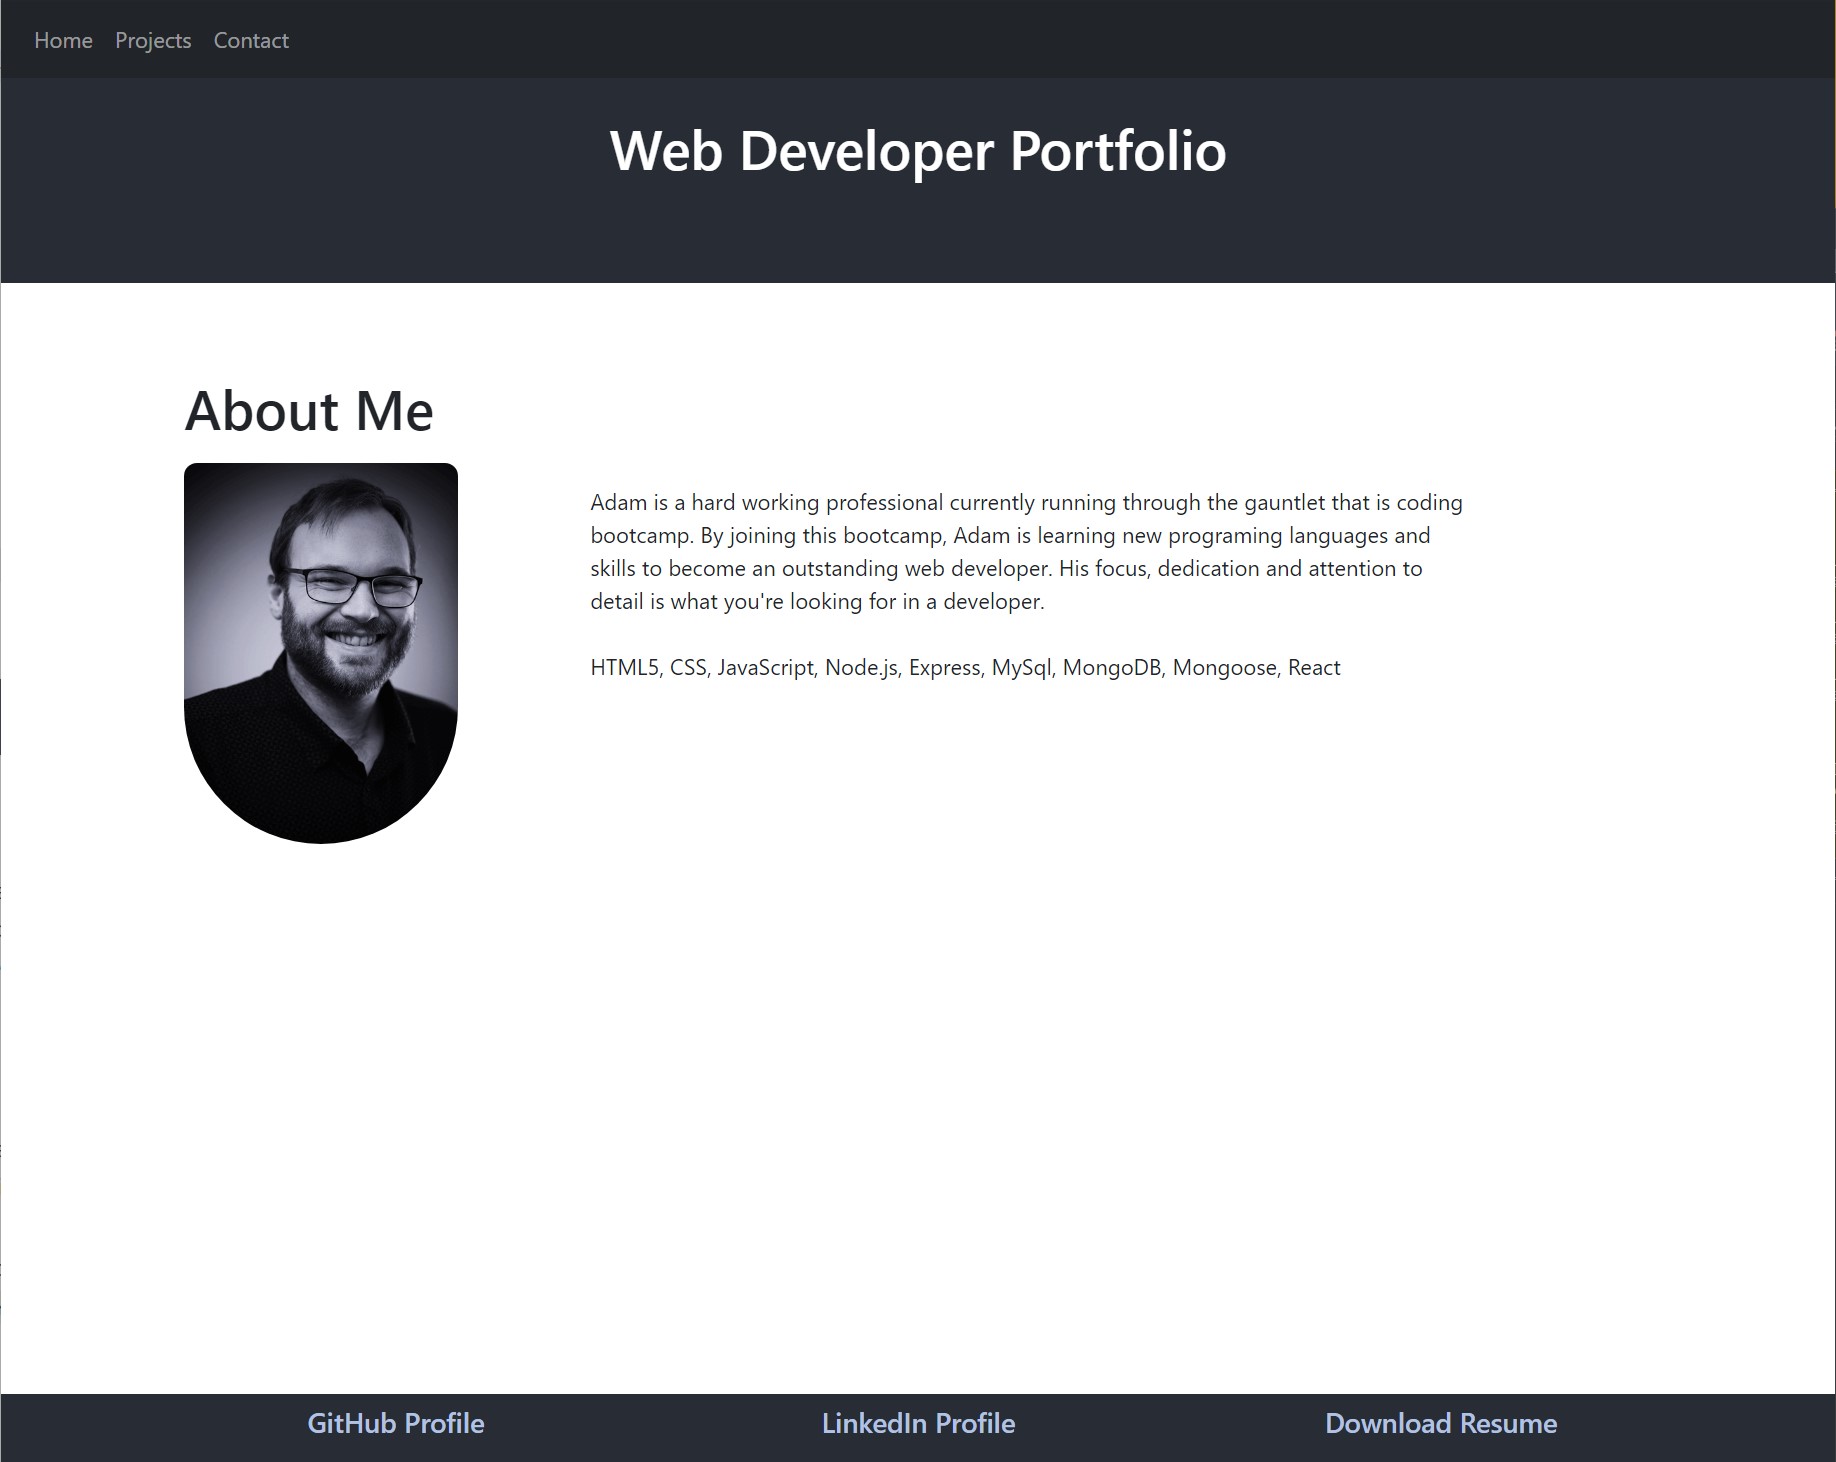 Home Projects Contact
Web Developer Portfolio
About Me
Adam is a hard working professional currently running through the gauntlet that is coding
bootcamp. By joining this bootcamp, Adam is learning new programing languages and
skills to become an outstanding web developer. His focus, dedication and attention to
detail is what you're looking for in a developer.
HTML5, CSS, JavaScript, Node.js, Express, MySql, MongoDB, Mongoose, React
GitHub Profile LinkedIn Profile Download Resume